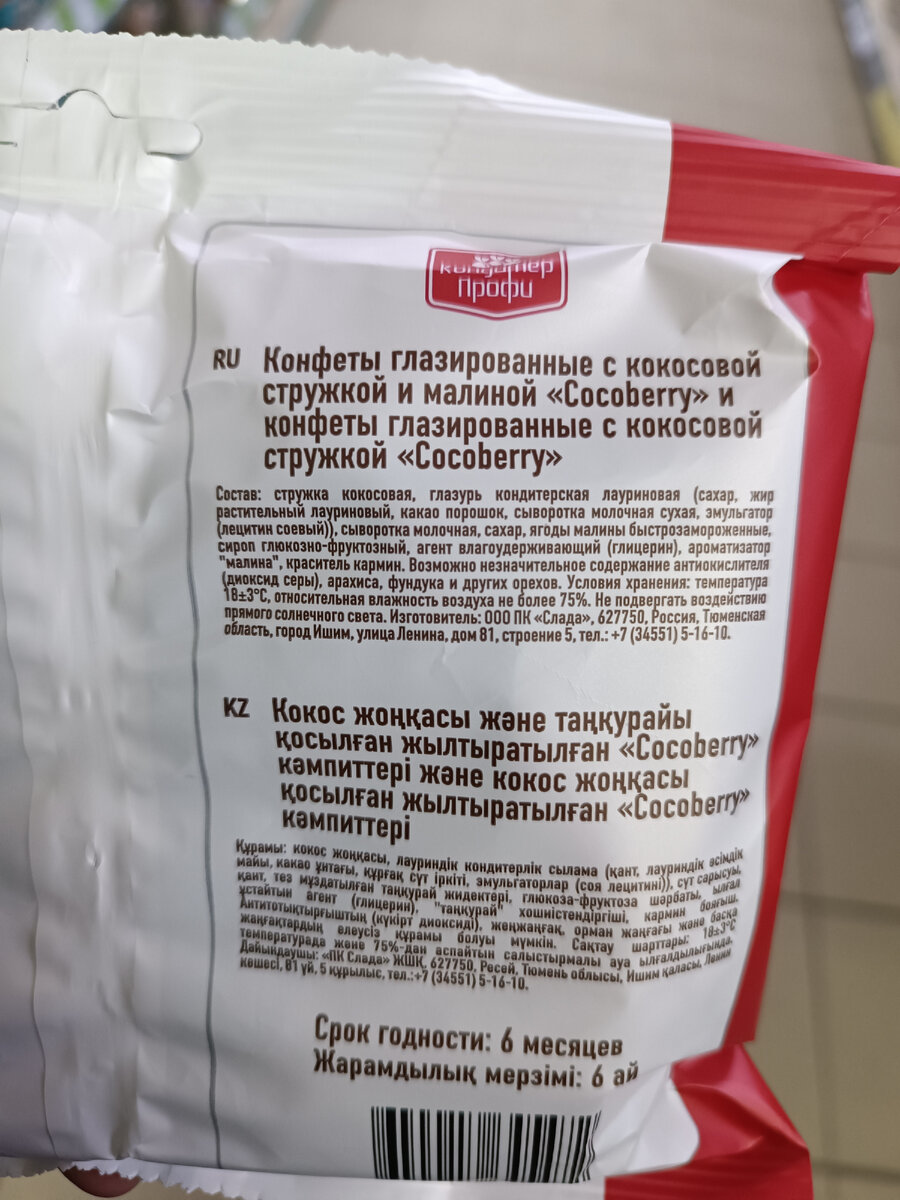 кондитер
Профи
RU Конфеты глазированные с кокосовой
стружкой и малиной «Cocoberry» и
конфеты глазированные с кокосовой
стружкой «Cocoberry»
Состав: стружка кокосовая, глазурь кондитерская лауриновая (сахар, жир
растительный лауриновый, какао порошок, сыворотка молочная сухая, эмульгатор
(лецитин соевый)), сыворотка молочная, сахар, ягоды малины быстрозамороженные,
сироп глюкозно-фруктозный, агент влагоудерживающий (глицерин), ароматизатор
"малина", краситель кармин. Возможно незначительное содержание антиокислителя
(диоксид серы), арахиса, фундука и других орехов. Условия хранения: температура
18±3°С, относительная влажность воздуха не более 75%. Не подвергать воздействию
прямого солнечного света. Изготовитель: ООО ПК «Слада», 627750, Россия, Тюменская
область, город Ишим, улица Ленина, дом 81, строение 5, тел.: +7 (34551) 5-16-10.
KZ Кокос жоңқасы және таңқурайы
қосылған жылтыратылған «Cocoberry»
кәмпиттері және кокос жоңқасы
қосылған жылтыратылған «Cocoberry»
кәмпиттері
Құрамы: кокос жоңқасы, лауриндік кондитерлік сылама (қант, лауриндік өсімдік
майы, какао ұнтағы, құрғақ сүт іркіті, эмульгаторлар (соя лецитині)), сүт сарысуы,
қант, тез мұздатылған таңқурай жидектері, глюкоза-фруктоза шәрбаты, ылғал
ұстайтын агент (глицерин), "таңқурай" хошиістендіргіші, кармин бояғыш.
Антитотықтырғыштың (күкірт диоксиді), жержаңғақ, орман жаңғағы және басқа
жаңғақтардың елеусіз құрамы болуы мүмкін. Сақтау шарттары: 18±3°С
температурада және 75%-дан аспайтын салыстырмалы ауа ылғалдылығында.
Дайындаушы: «ПК Слада» ЖШҚ, 627750, Ресей, Тюмень облысы, Ишим қаласы, Ленин
көшесі, 81 үй, 5 құрылыс, тел.:+7 (34551) 5-16-10.
Срок годности: 6 месяцев
Жарамдылық мерзімі: 6 ай